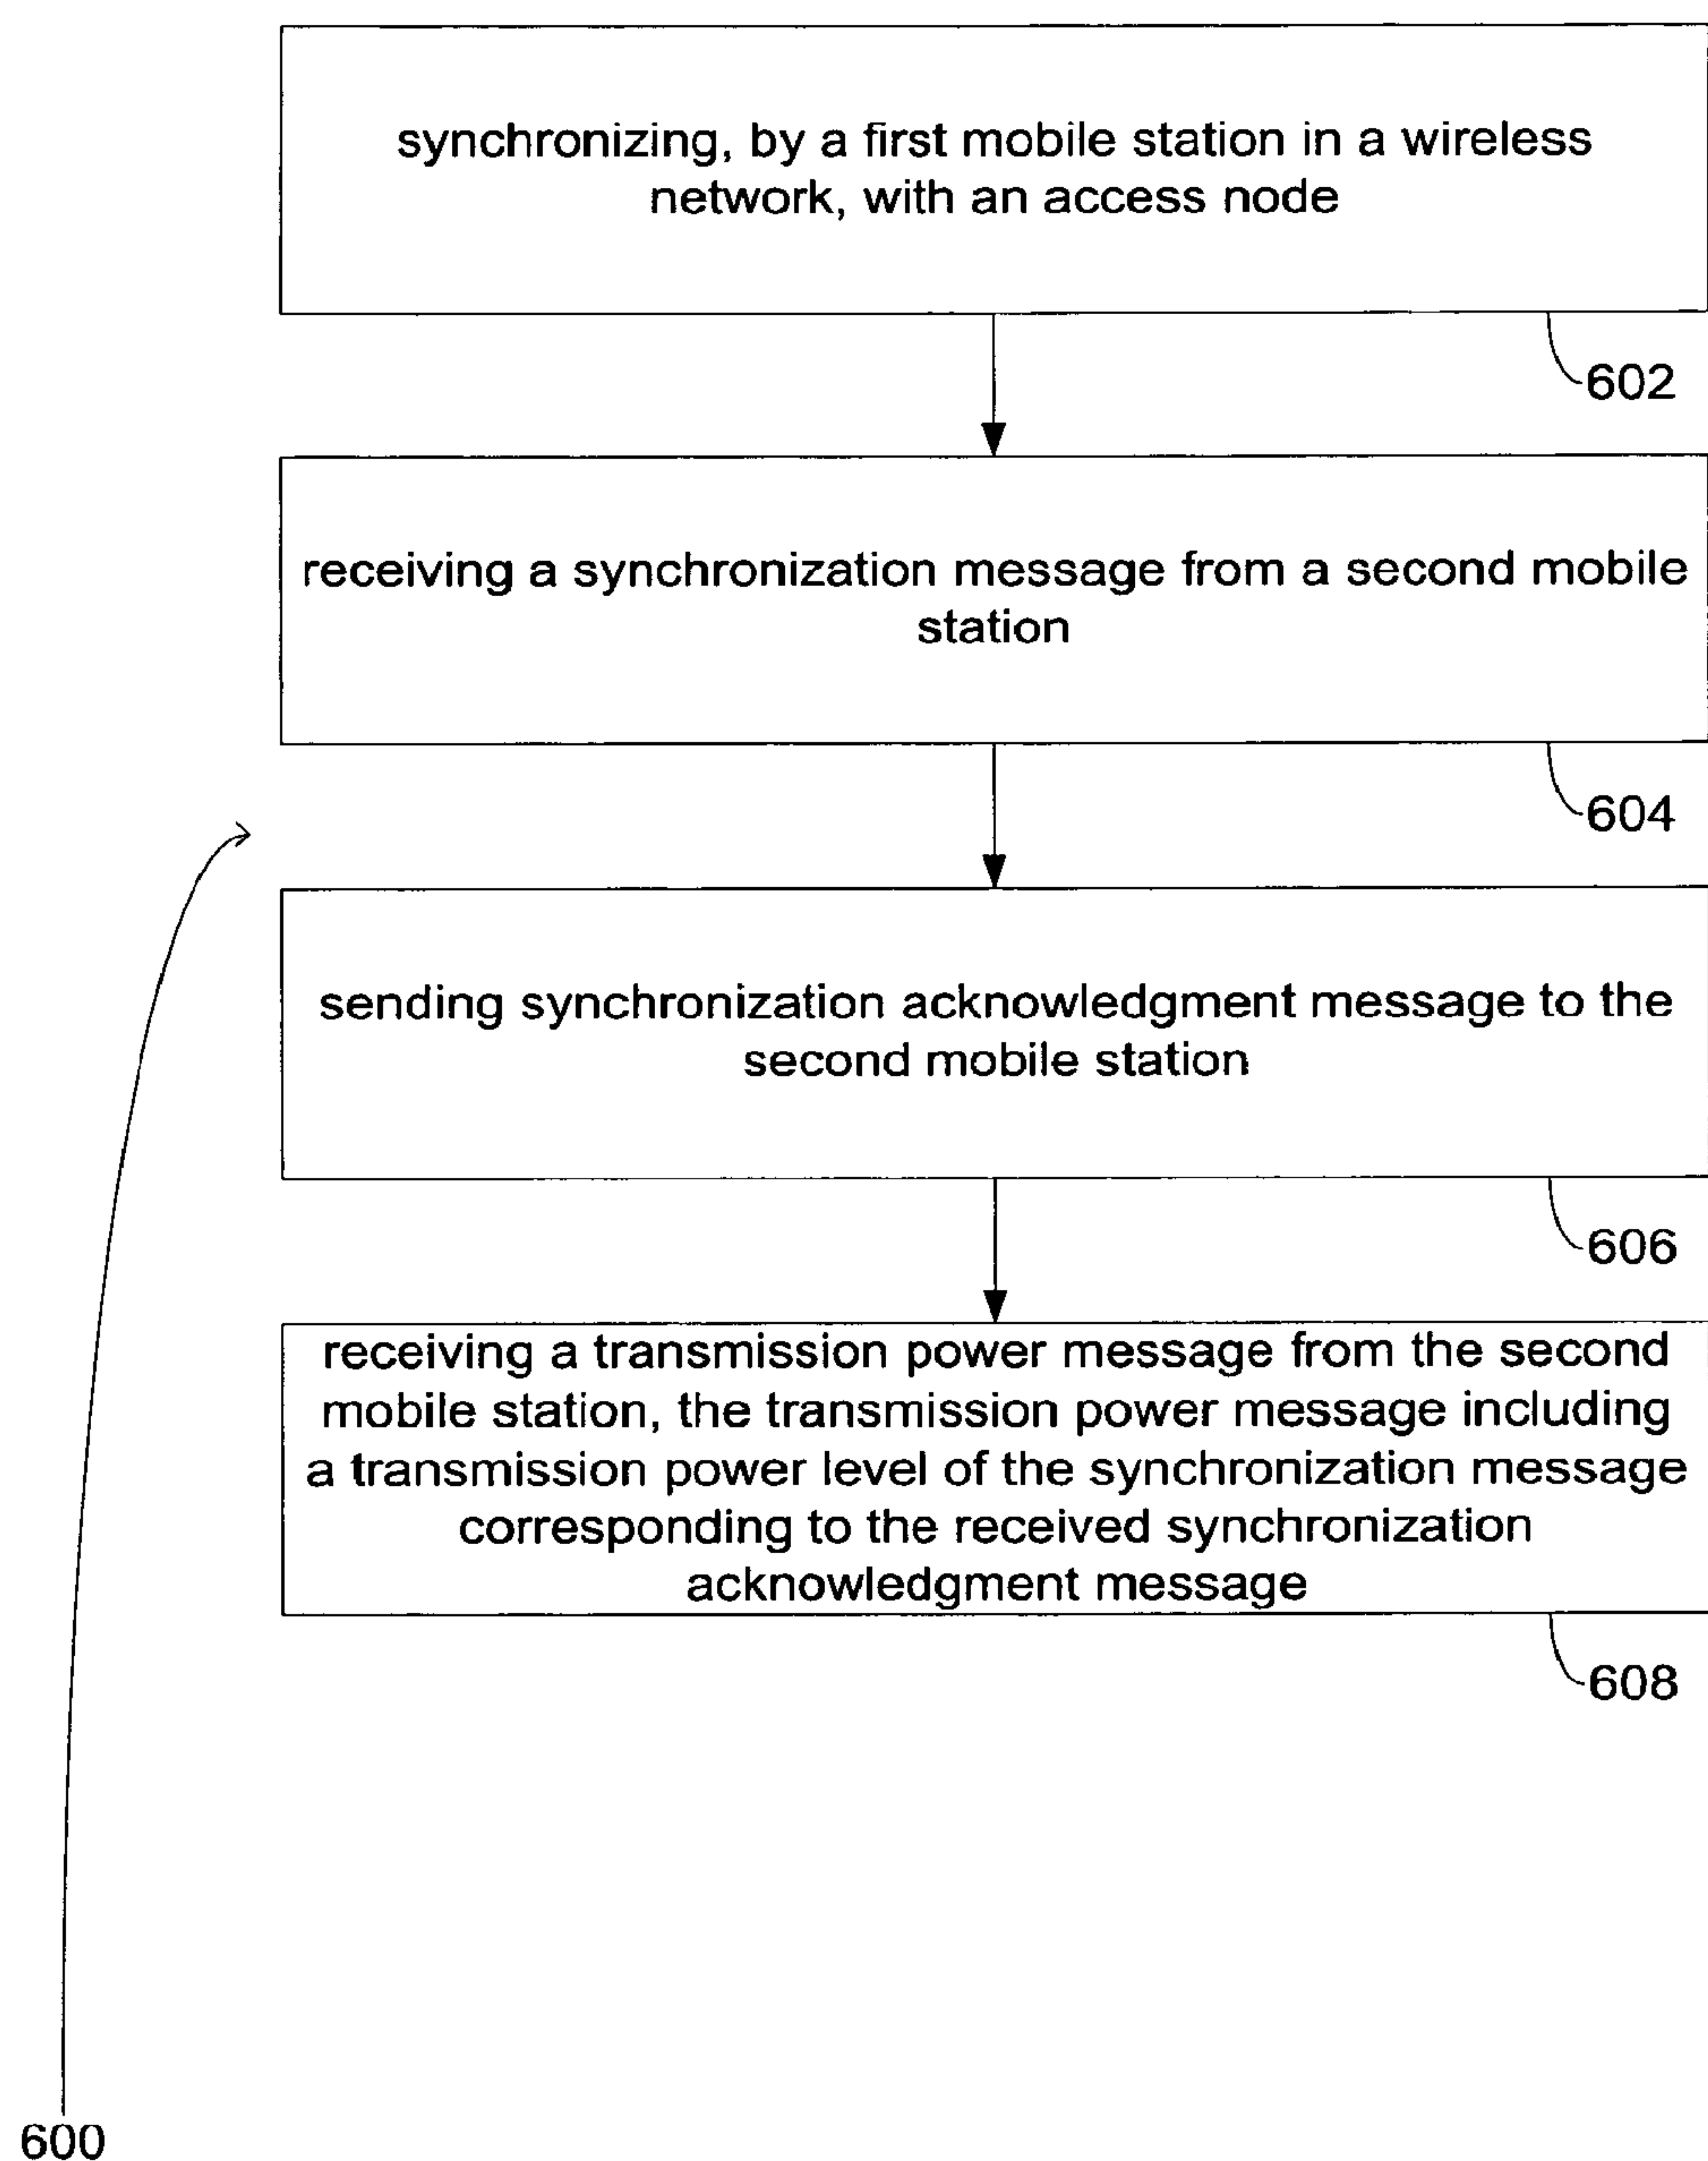 synchronizing, by a first mobile station in a wireless
network, with an access node
602
receiving a synchronization message from a second mobile
station
604
sending synchronization acknowledgment message to the
second mobile station
606
receiving a transmission power message from the second
mobile station, the transmission power message including
a transmission power level of the synchronization message
corresponding to the received synchronization
acknowledgment message
608
600